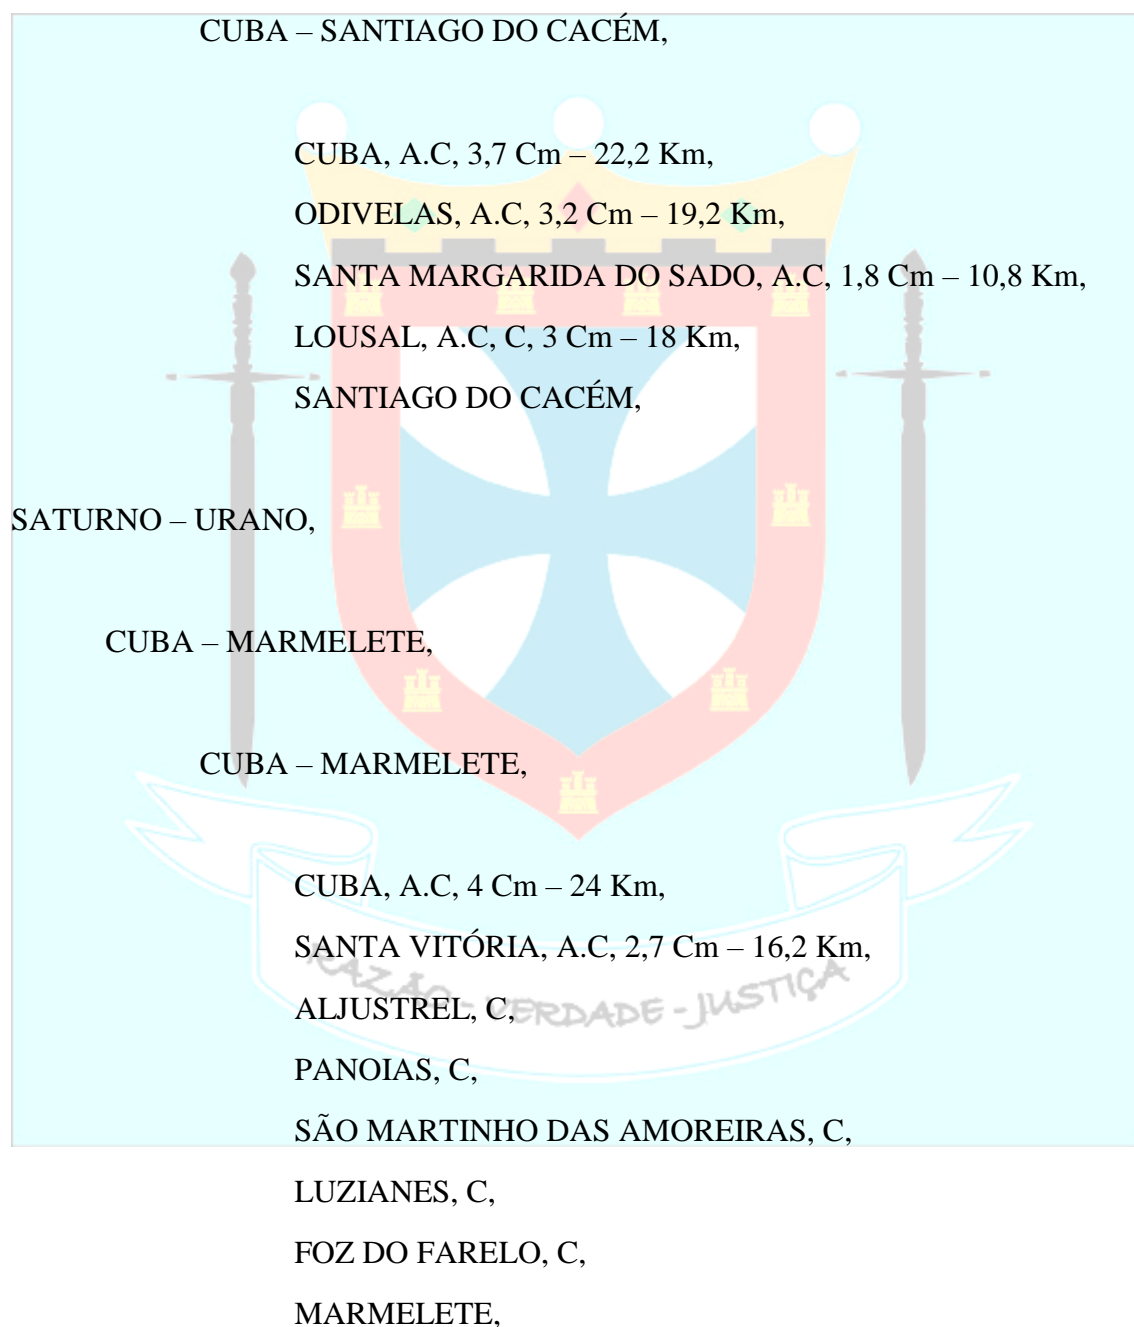 CUBA – SANTIAGO DO CACÉM,
CUBA, A.C, 3,7 Cm – 22,2 Km,
ODIVELAS, A.C, 3,2 Cm – 19,2 Km,
SANTA MARGARIDA DO SADO, A.C, 1,8 Cm – 10,8 Km,
LOUSAL, A.C, C, 3 Cm – 18 Km,
SANTIAGO DO CACÉM,
SATURNO – URANO,
CUBA – MARMELETE,
CUBA – MARMELETE,
CUBA, A.C, 4 Cm – 24 Km,
SANTA VITÓRIA, A.C, 2,7 Cm – 16,2 Km,
RAZÃO - VERDADE - JUSTIÇA
ALJUSTREL, C,
PANOIAS, C,
SÃO MARTINHO DAS AMOREIRAS, C,
LUZIANES, C,
FOZ DO FARELO, C,
MARMELETE,